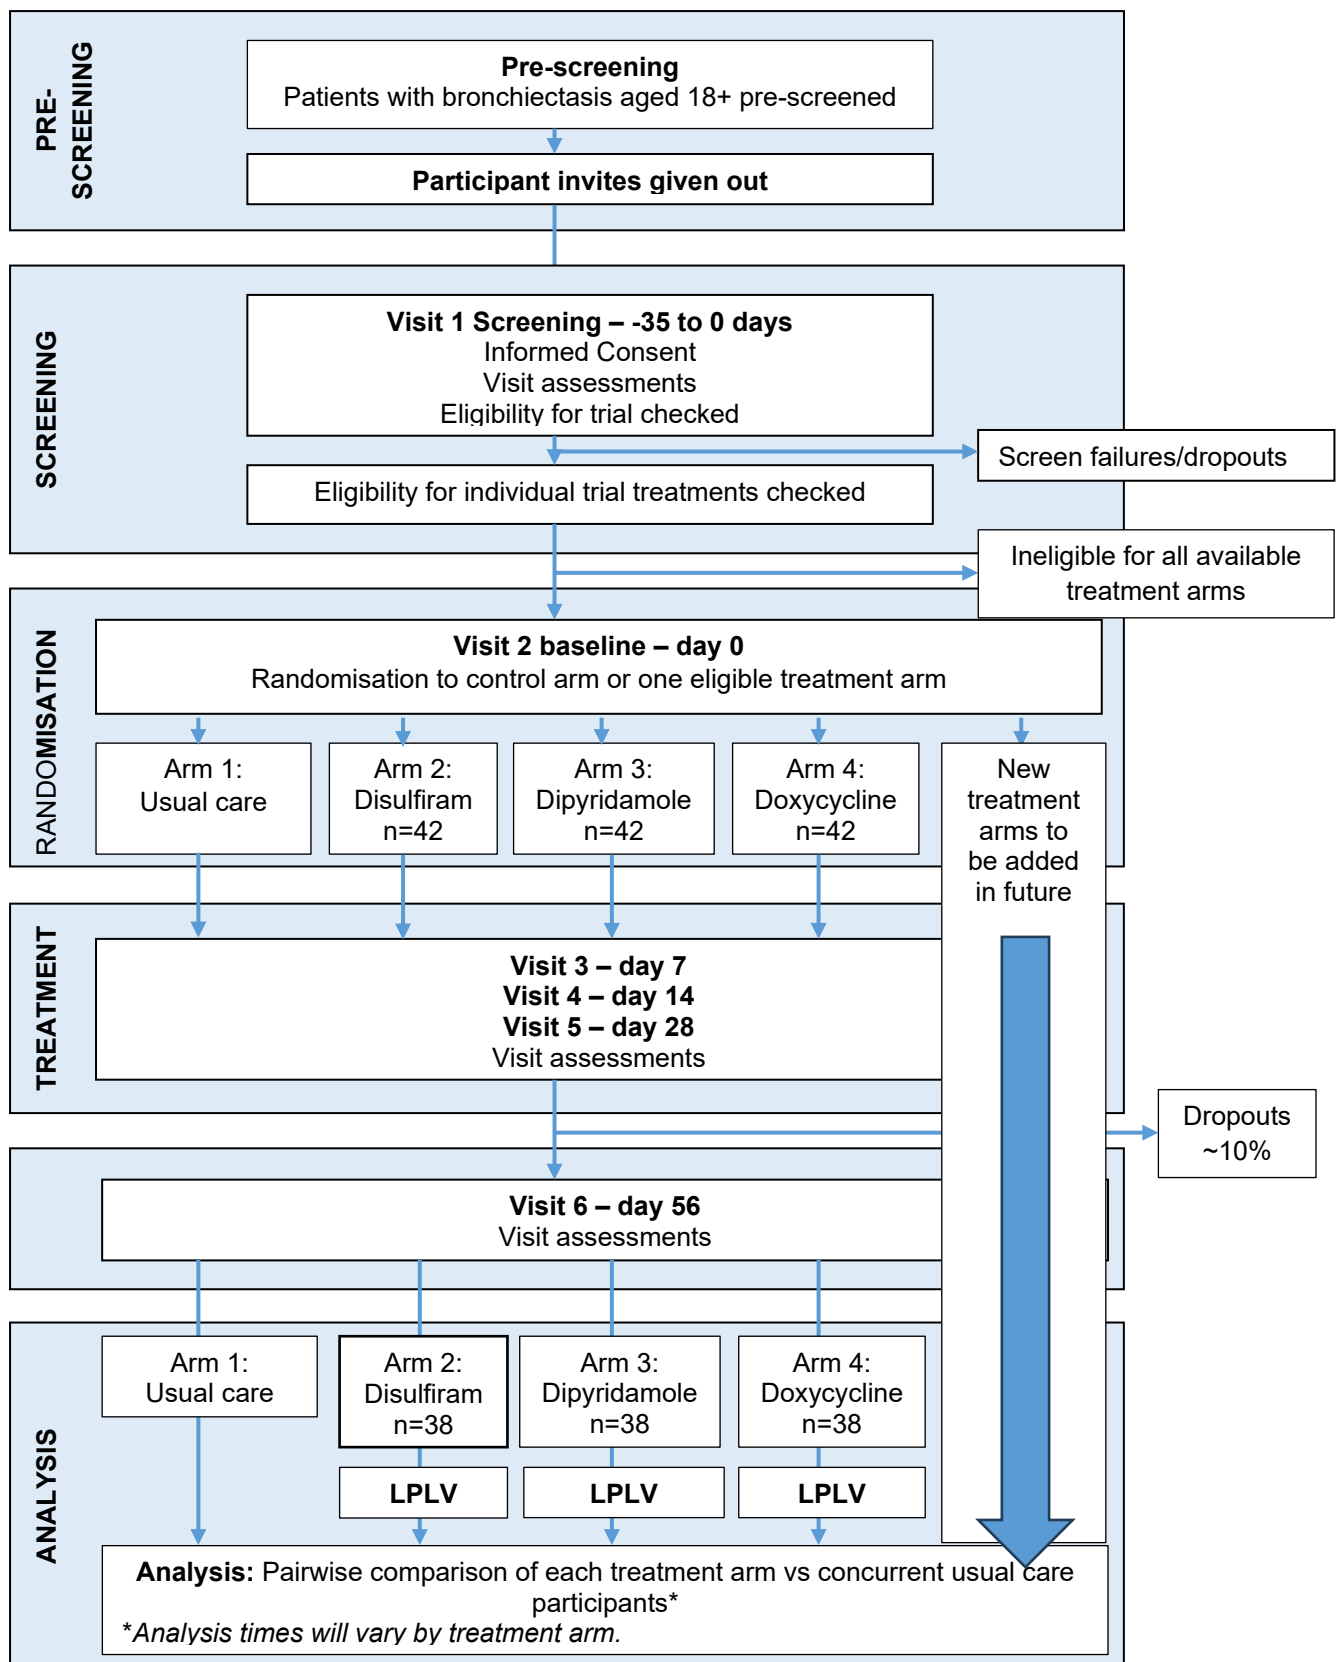 PRE-
SCREENING
Pre-screening
Patients with bronchiectasis aged 18+ pre-screened
Participant invites given out
SCREENING
Visit 1 Screening – -35 to 0 days
Informed Consent
Visit assessments
Eligibility for trial checked
Screen failures/dropouts
Eligibility for individual trial treatments checked
Ineligible for all available
treatment arms
RANDOMISATION
Visit 2 baseline – day 0
Randomisation to control arm or one eligible treatment arm
Arm 1:
Usual care
Arm 2:
Disulfiram
n=42
Arm 3:
Dipyridamole
n=42
Arm 4:
Doxycycline
n=42
New
treatment
arms to
be added
in future
TREATMENT
Visit 3 – day 7
Visit 4 – day 14
Visit 5 – day 28
Visit assessments
Dropouts
~10%
Visit 6 – day 56
Visit assessments
ANALYSIS
Arm 1:
Usual care
Arm 2:
Disulfiram
n=38
Arm 3:
Dipyridamole
n=38
Arm 4:
Doxycycline
n=38
LPLV
LPLV
LPLV
Analysis: Pairwise comparison of each treatment arm vs concurrent usual care
participants*
*Analysis times will vary by treatment arm.